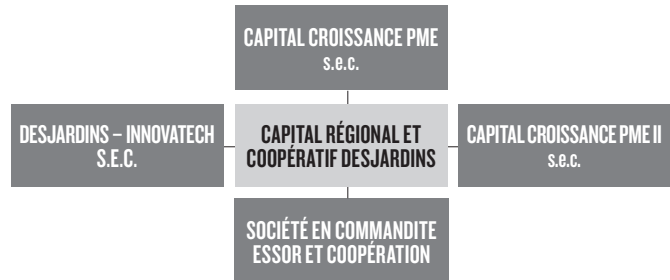 CAPITAL CROISSANCE PME
s.e.c.
DESJARDINS – INNOVATECH
S.E.C.
CAPITAL RÉGIONAL ET
COOPÉRATIF DESJARDINS
CAPITAL CROISSANCE PME II
s.e.c.
SOCIÉTÉ EN COMMANDITE
ESSOR ET COOPÉRATION